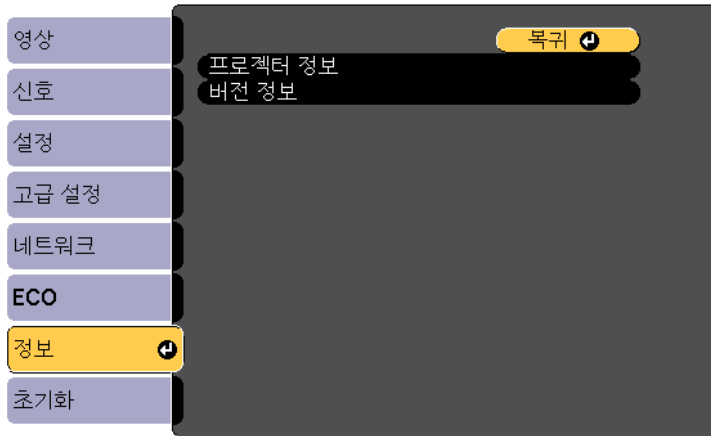 영상
신호
설정
고급 설정
네트워크
ECO
정보
초기화
복귀
프로젝터 정보
버전 정보